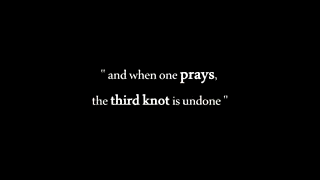 " and when one prays,
the third knot is undone "